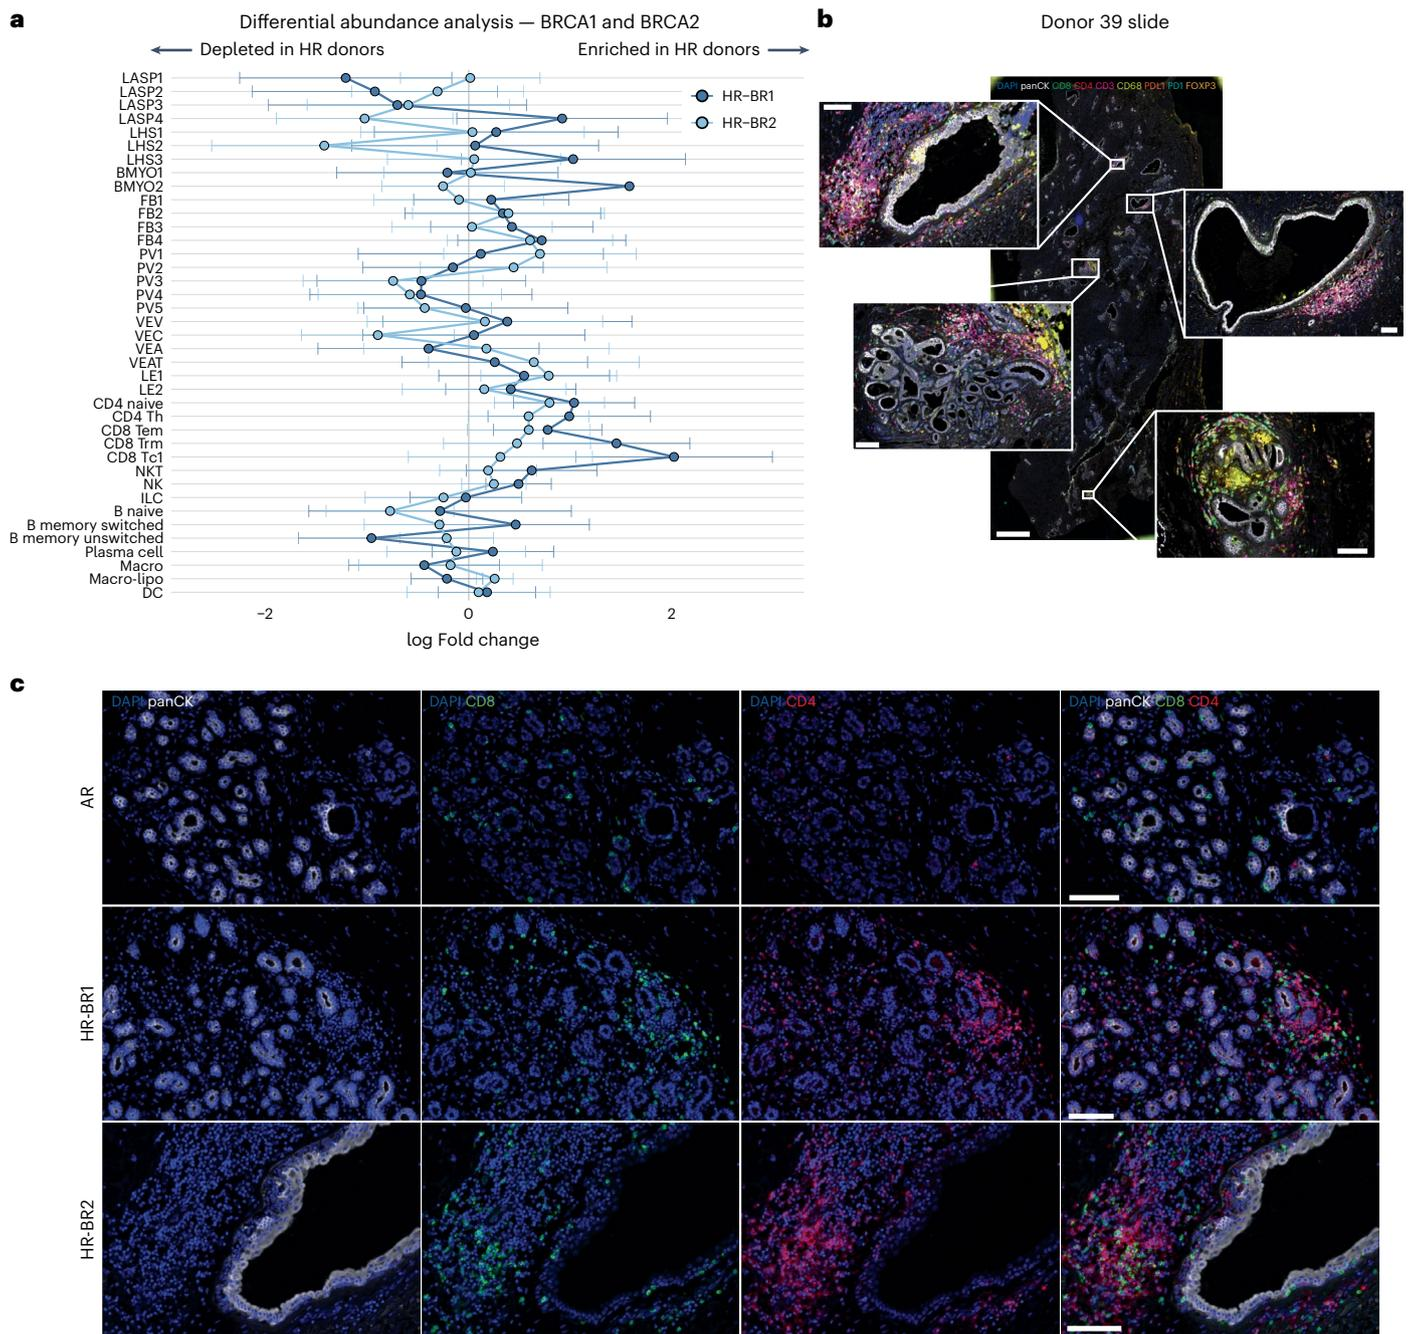 a
Differential abundance analysis — BRCA1 and BRCA2
Depleted in HR donors
Enriched in HR donors
HR–BR1
HR–BR2
LASP1
LASP2
LASP3
LASP4
LHS1
LHS2
LHS3
BMYO1
BMYO2
FB1
FB2
FB3
FB4
PV1
PV2
PV3
PV4
PV5
VEV
VEC
VEA
VEAT
LE1
LE2
CD4 naive
CD4 Th
CD8 Tem
CD8 Trm
CD8 Tc1
NKT
NK
ILC
B naive
B memory switched
B memory unswitched
Plasma cell
Macro
Macro-lipo
DC
−2 0 2
log Fold change
b
Donor 39 slide
DAPI panCK CD8 CD4 CD3 CD68 PDL1 PD1 FOXP3
c
DAPI panCK
DAPI CD8
DAPI CD4
DAPI panCK CD8 CD4
AR
HR-BR1
HR-BR2